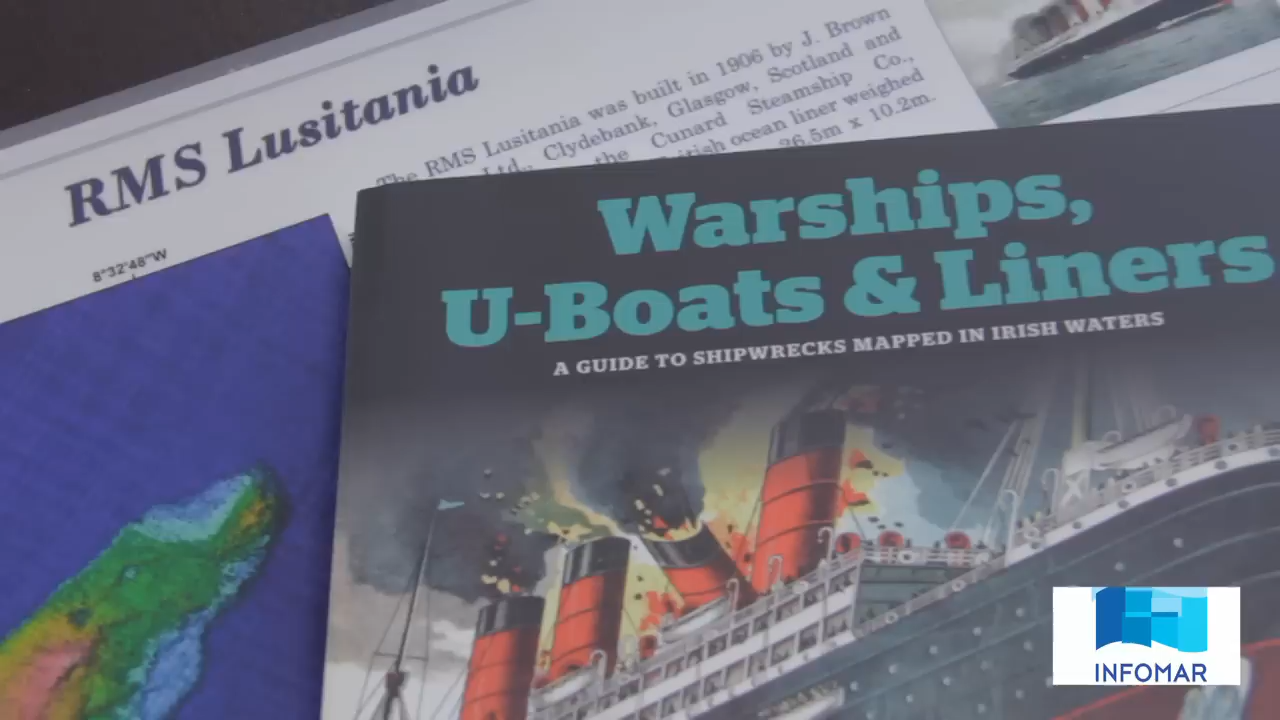 RMS Lusitania
The RMS Lusitania was built in 1906 by J. Brown
Ltd., Clydebank, Glasgow, Scotland and
the Cunard Steamship Co.,
ocean liner weighed
26.5m x 10.2m.
8°32'48"W
Warships,
U-Boats & Liners
A GUIDE TO SHIPWRECKS MAPPED IN IRISH WATERS
INFOMAR